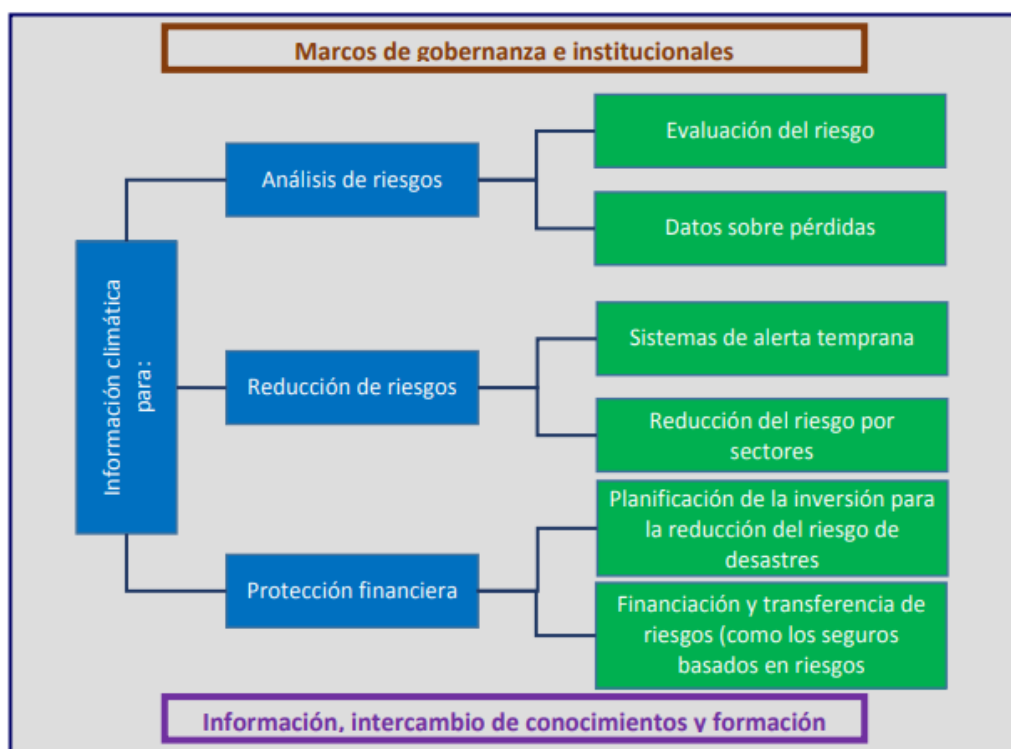 Marcos de gobernanza e institucionales
Información climática
para:
Análisis de riesgos
Evaluación del riesgo
Datos sobre pérdidas
Reducción de riesgos
Sistemas de alerta temprana
Reducción del riesgo por
sectores
Protección financiera
Planificación de la inversión para
la reducción del riesgo de
desastres
Financiación y transferencia de
riesgos (como los seguros
basados en riesgos
Información, intercambio de conocimientos y formación